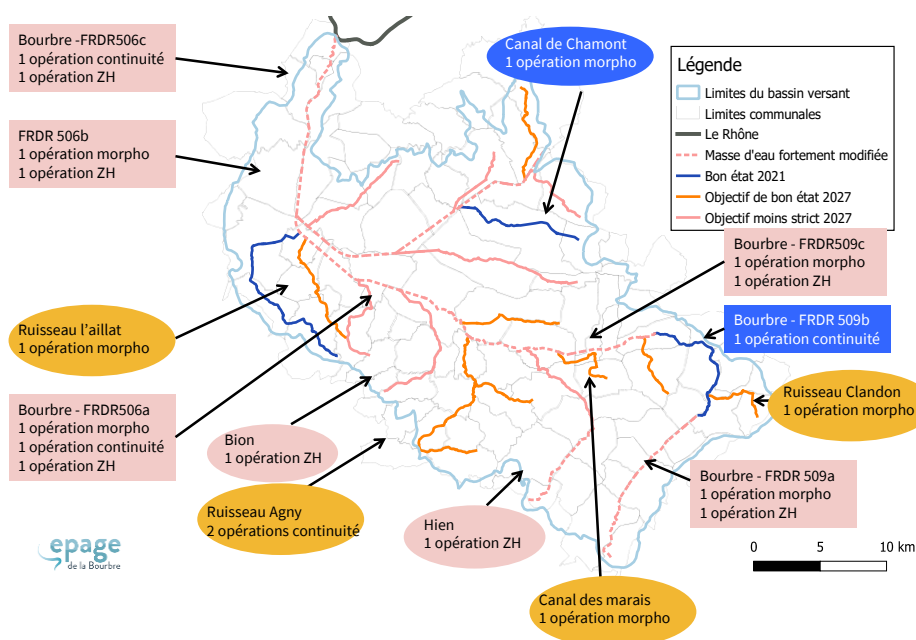 Bourbre -FRDR506c
1 opération continuité
1 opération ZH
FRDR 506b
1 opération morpho
1 opération ZH
Canal de Chamont
1 opération morpho
Légende
Limites du bassin versant
Limites communales
Le Rhône
Masse d'eau fortement modifiée
Bon état 2021
Objectif de bon état 2027
Objectif moins strict 2027
Bourbre - FRDR509c
1 opération morpho
1 opération ZH
Bourbre - FRDR 509b
1 opération continuité
Ruisseau l'aillat
1 opération morpho
Ruisseau Clandon
1 opération morpho
Bourbre - FRDR506a
1 opération morpho
1 opération continuité
1 opération ZH
Bion
1 opération ZH
Ruisseau Agny
2 opérations continuité
Hien
1 opération ZH
Bourbre - FRDR 509a
1 opération morpho
1 opération ZH
Canal des marais
1 opération morpho
epage
de la Bourbre
0 5 10 km